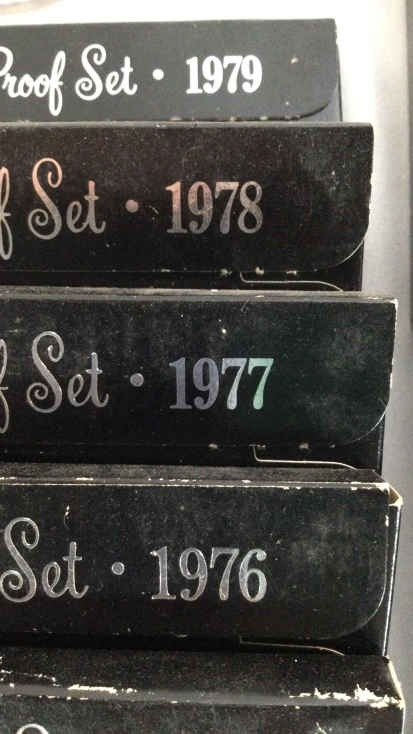 Proof Set • 1979
f Set • 1978
f Set • 1977
Set • 1976